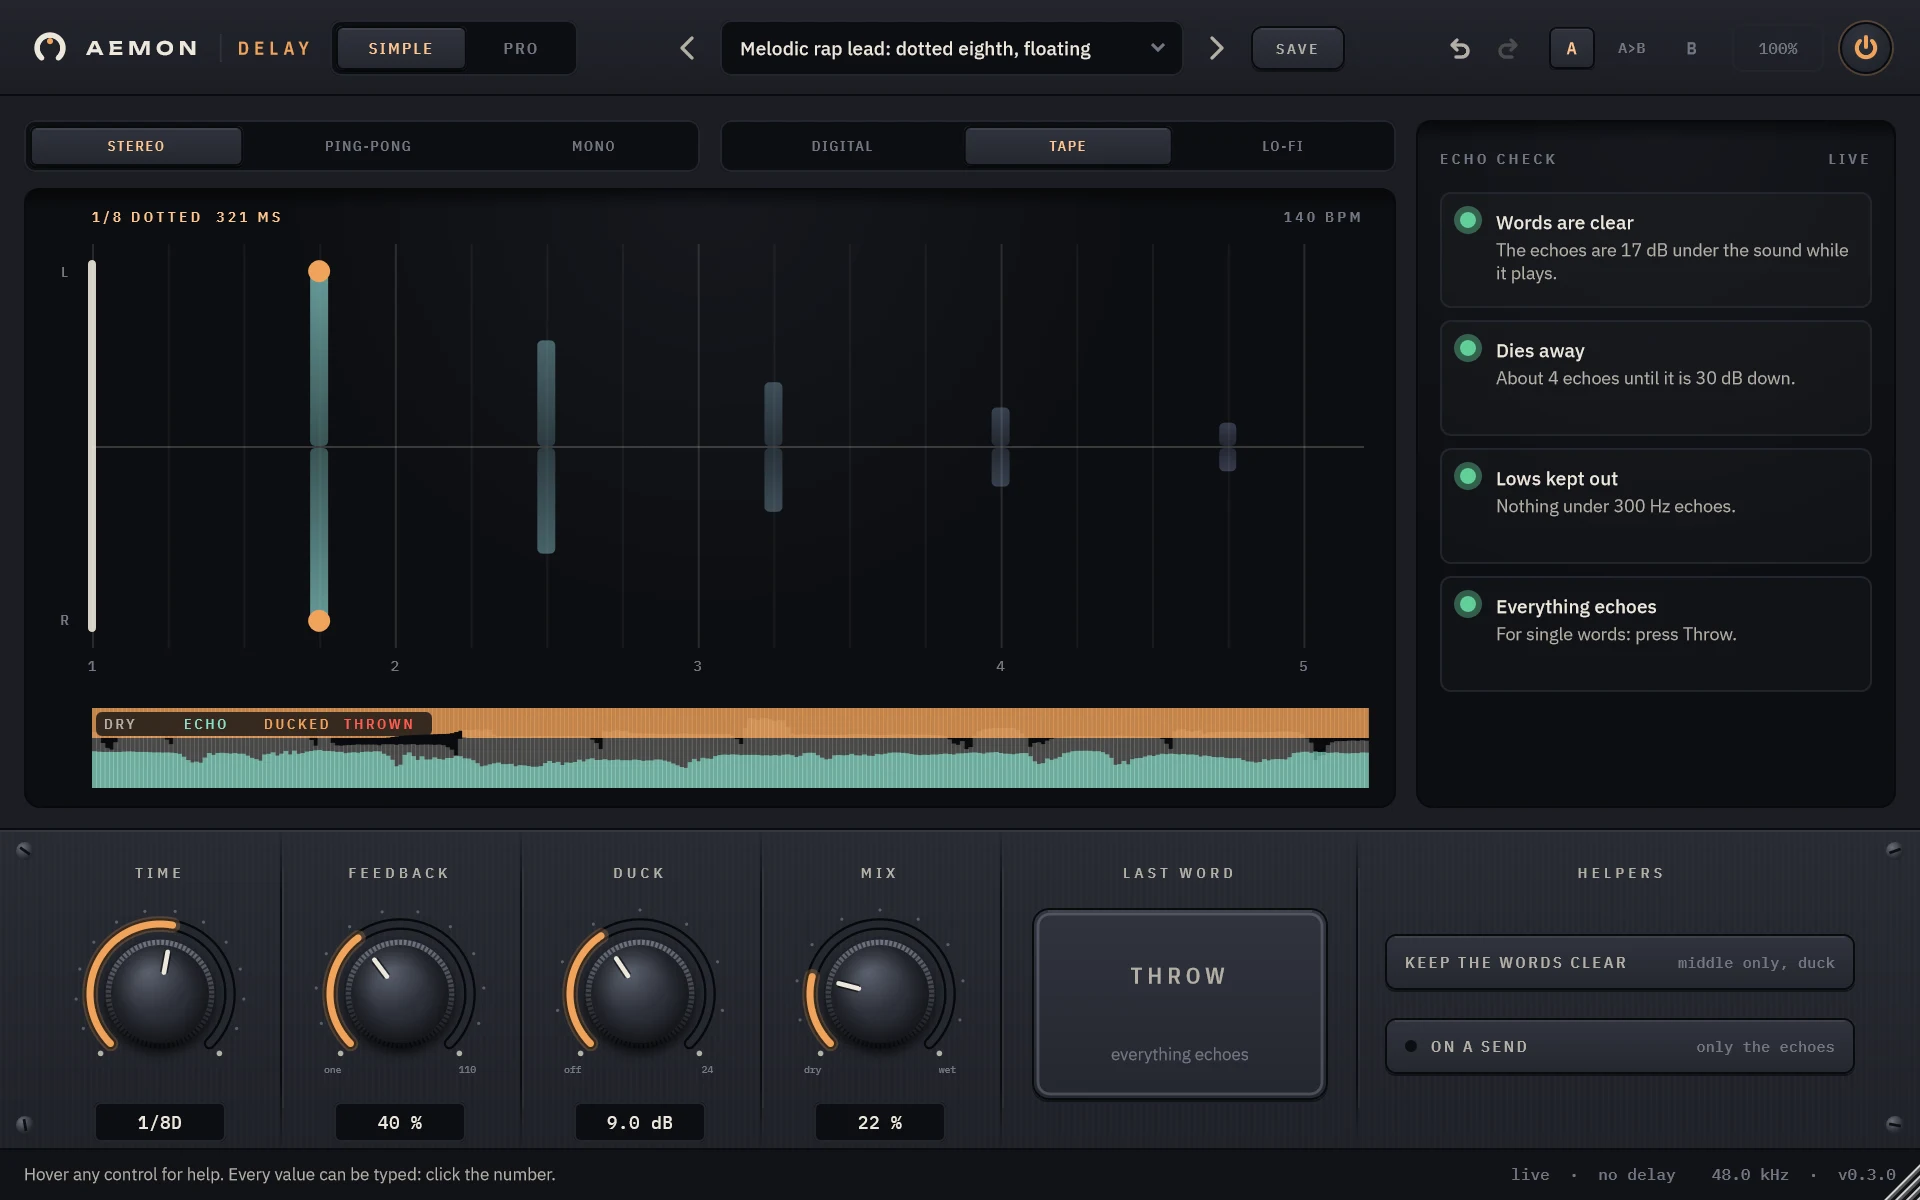 AEMON DELAY SIMPLE PRO Melodic rap lead: dotted eighth, floating SAVE A A>B B 100%
STEREO PING-PONG MONO DIGITAL TAPE LO-FI
1/8 DOTTED 321 MS 140 BPM
L
R
1 2 3 4 5
DRY ECHO DUCKED THROWN
ECHO CHECK LIVE
Words are clear
The echoes are 17 dB under the sound while
it plays.
Dies away
About 4 echoes until it is 30 dB down.
Lows kept out
Nothing under 300 Hz echoes.
Everything echoes
For single words: press Throw.
TIME FEEDBACK DUCK MIX LAST WORD HELPERS
one 110 off 24 dry wet
1/8D 40 % 9.0 dB 22 %
THROW
everything echoes
KEEP THE WORDS CLEAR middle only, duck
ON A SEND only the echoes
Hover any control for help. Every value can be typed: click the number. live · no delay 48.0 kHz · v0.3.0